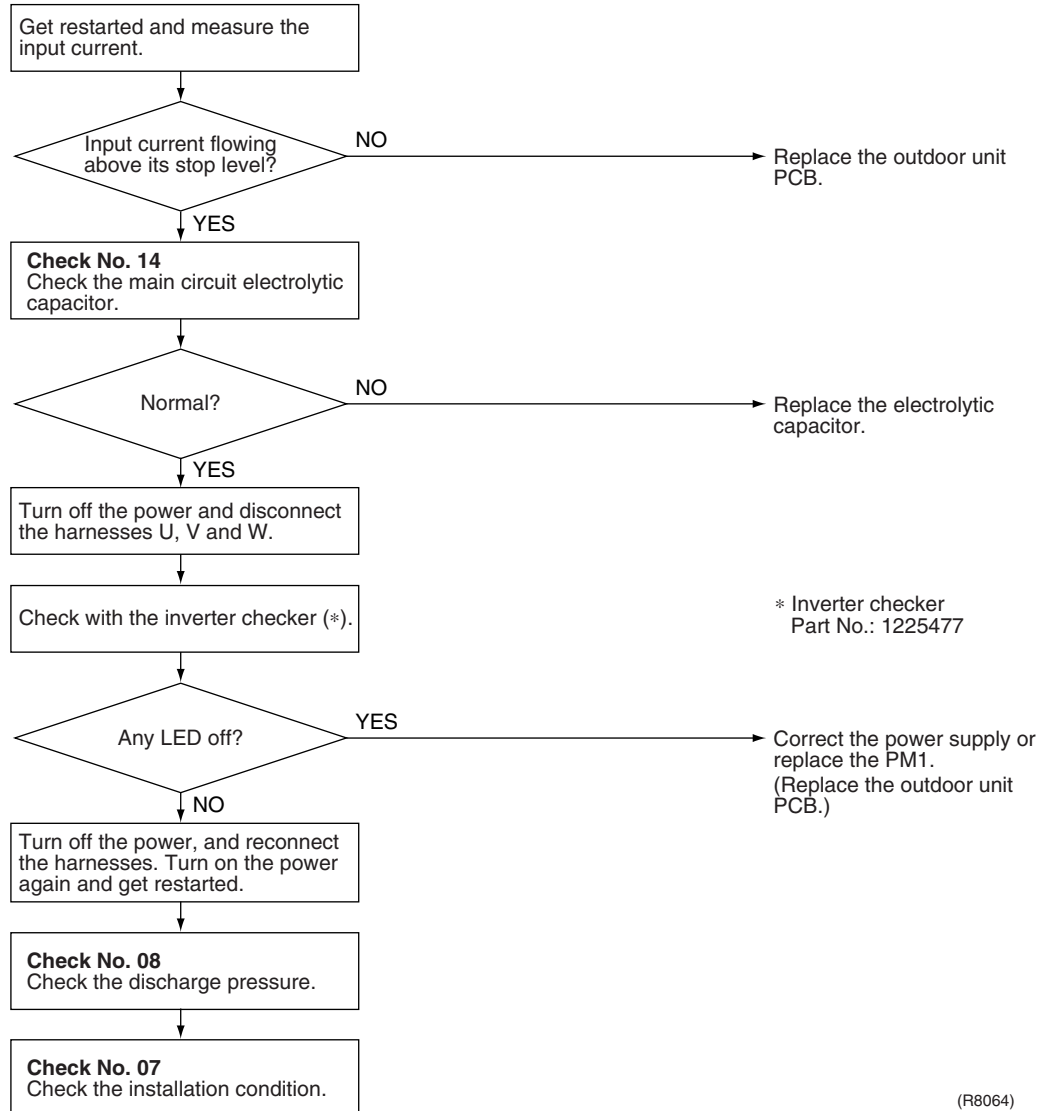 Get restarted and measure the
input current.
Input current flowing
above its stop level?
NO
Replace the outdoor unit
PCB.
YES
Check No. 14
Check the main circuit electrolytic
capacitor.
Normal?
NO
Replace the electrolytic
capacitor.
YES
Turn off the power and disconnect
the harnesses U, V and W.
Check with the inverter checker (*).
* Inverter checker
Part No.: 1225477
Any LED off?
YES
Correct the power supply or
replace the PM1.
(Replace the outdoor unit
PCB.)
NO
Turn off the power, and reconnect
the harnesses. Turn on the power
again and get restarted.
Check No. 08
Check the discharge pressure.
Check No. 07
Check the installation condition.
(R8064)